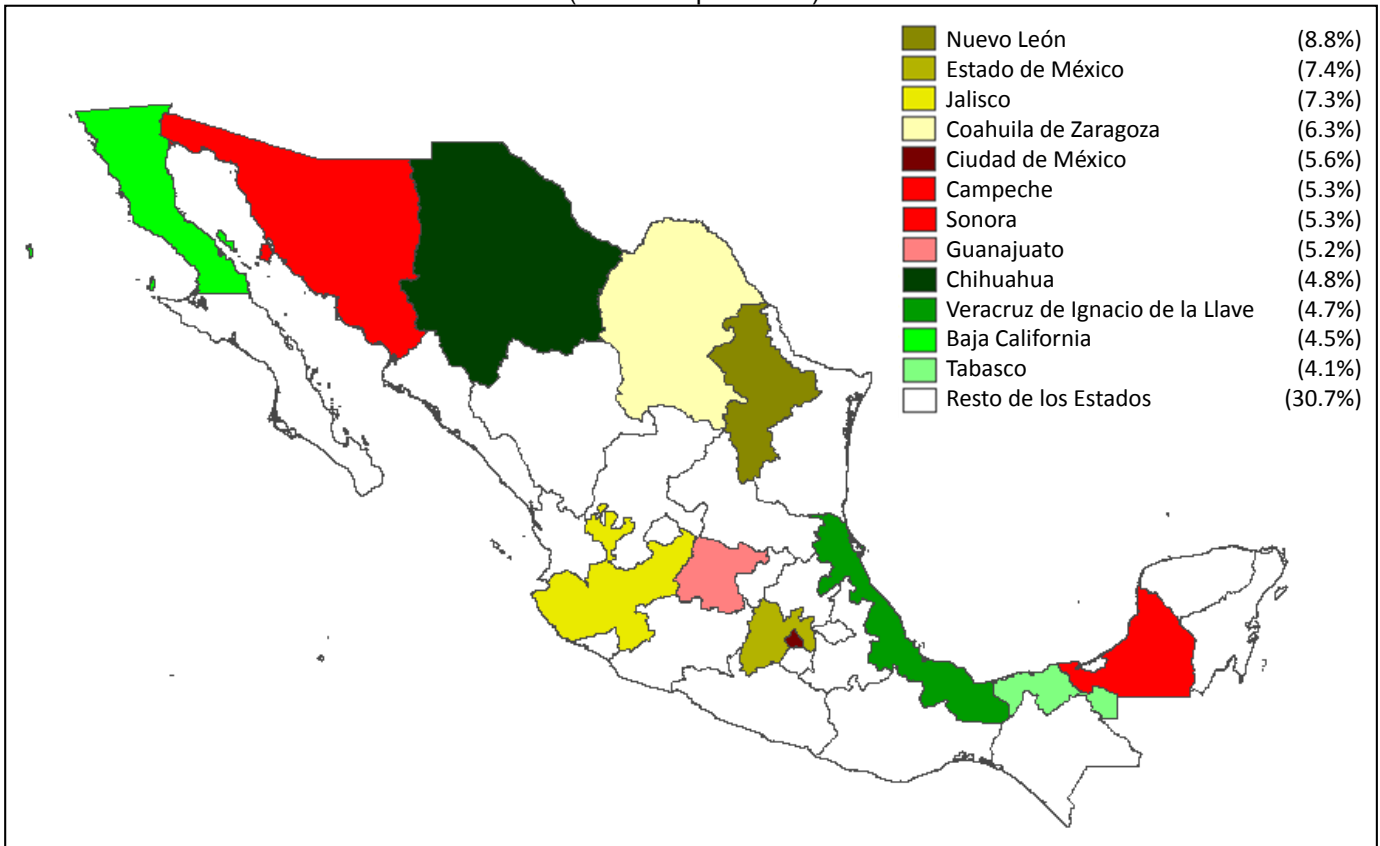 Nuevo León (8.8%)
Estado de México (7.4%)
Jalisco (7.3%)
Coahuila de Zaragoza (6.3%)
Ciudad de México (5.6%)
Campeche (5.3%)
Sonora (5.3%)
Guanajuato (5.2%)
Chihuahua (4.8%)
Veracruz de Ignacio de la Llave (4.7%)
Baja California (4.5%)
Tabasco (4.1%)
Resto de los Estados (30.7%)